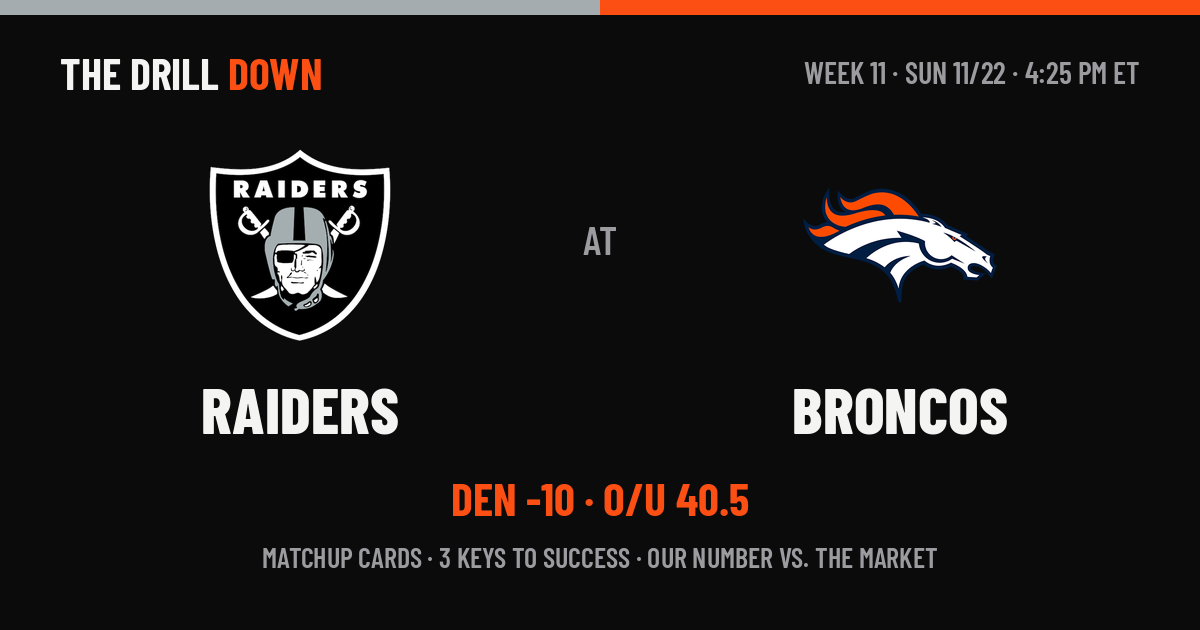 THE DRILL DOWN
WEEK 11 · SUN 11/22 · 4:25 PM ET
RAIDERS
AT
RAIDERS
BRONCOS
DEN -10 · O/U 40.5
MATCHUP CARDS · 3 KEYS TO SUCCESS · OUR NUMBER VS. THE MARKET